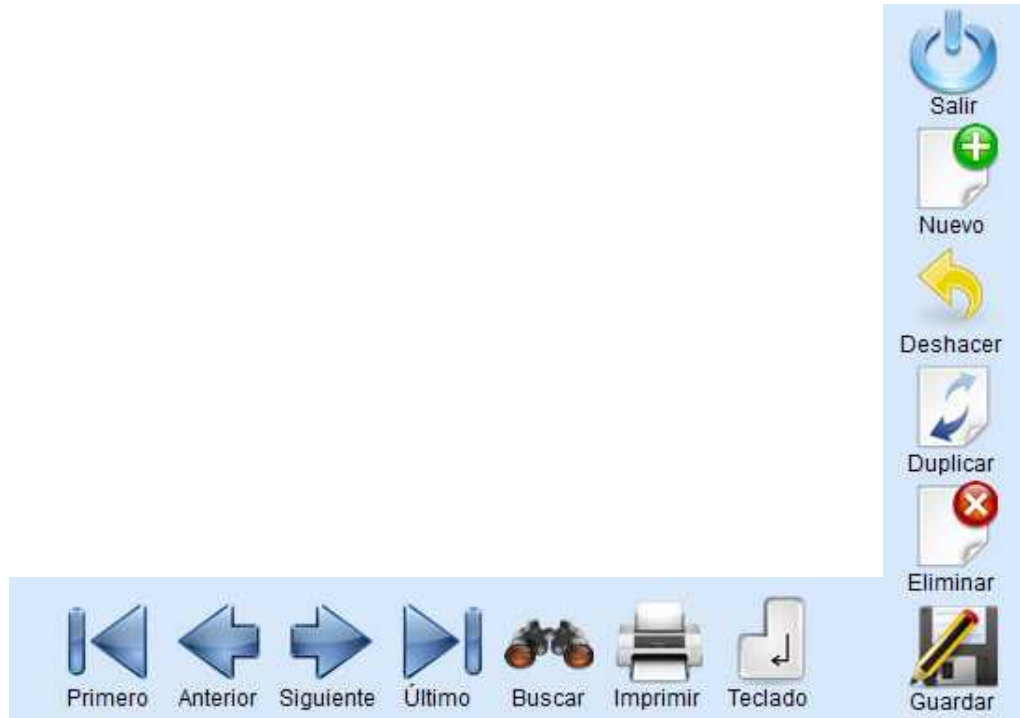 Salir
Nuevo
Deshacer
Duplicar
Eliminar
Guardar
Primero Anterior Siguiente Último Buscar Imprimir Teclado